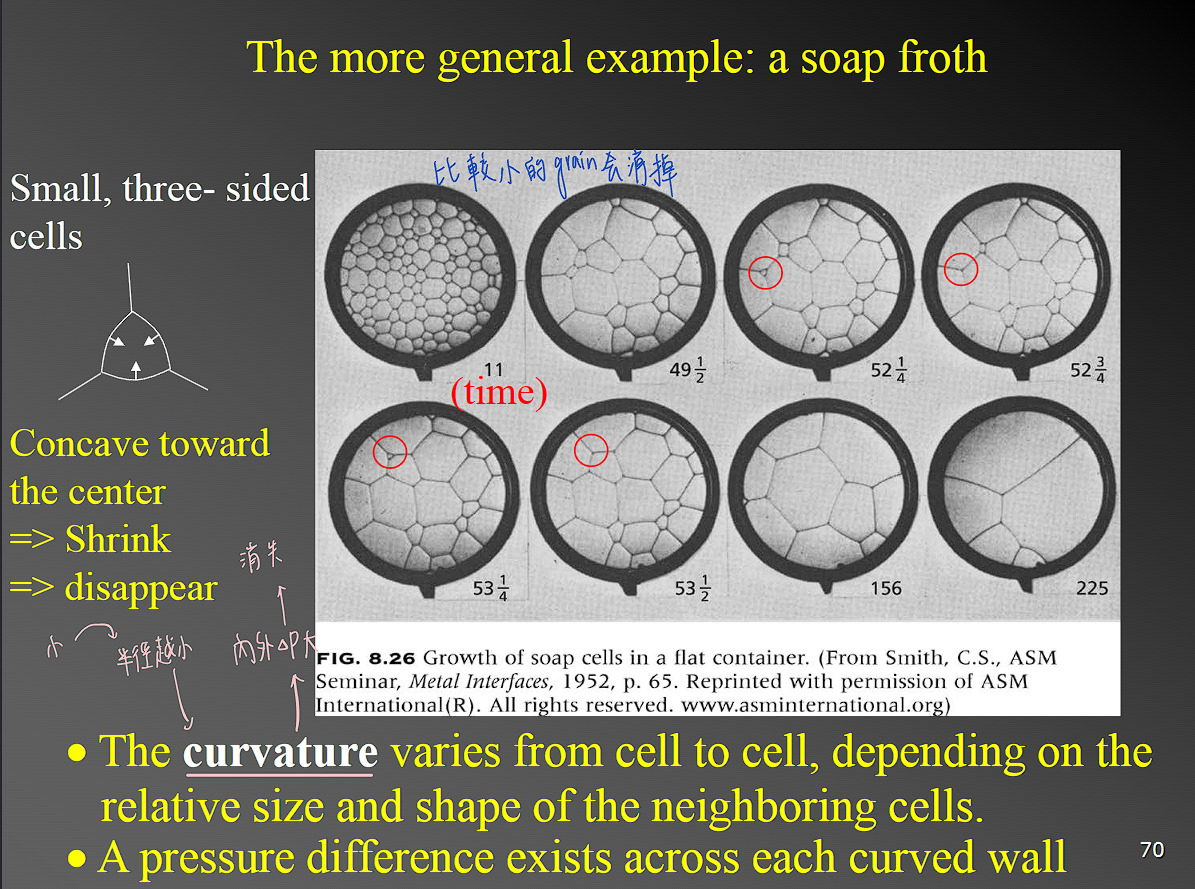 The more general example: a soap froth
比較小的grain会消掉
Small, three- sided
cells
11
49 1/2
52 1/4
52 3/4
(time)
Concave toward
the center
=> Shrink
=> disappear
53 1/4
53 1/2
156
225
消失
小
半徑越小
內外ΔP大
FIG. 8.26 Growth of soap cells in a flat container. (From Smith, C.S., ASM
Seminar, Metal Interfaces, 1952, p. 65. Reprinted with permission of ASM
International(R). All rights reserved. www.asminternational.org)
• The curvature varies from cell to cell, depending on the
relative size and shape of the neighboring cells.
• A pressure difference exists across each curved wall
70